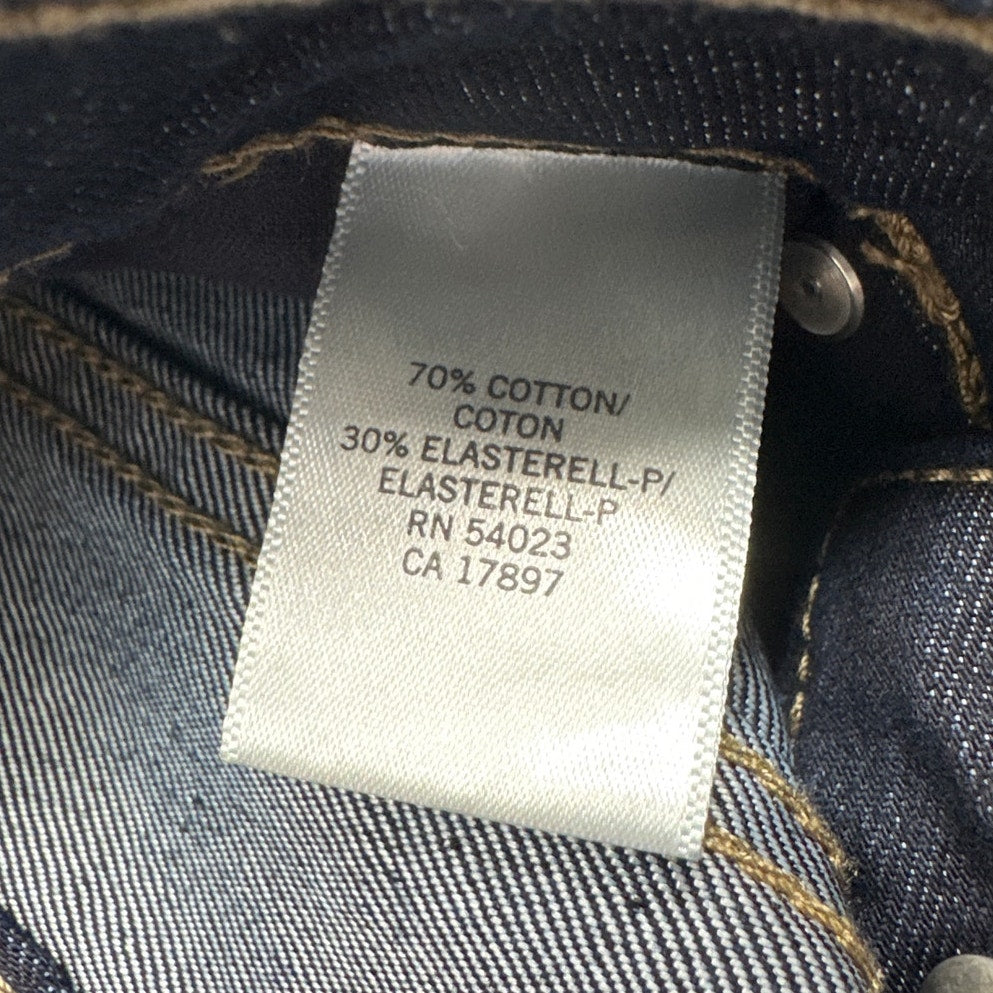 70% COTTON/
COTON
30% ELASTERELL-P/
ELASTERELL-P
RN 54023
CA 17897